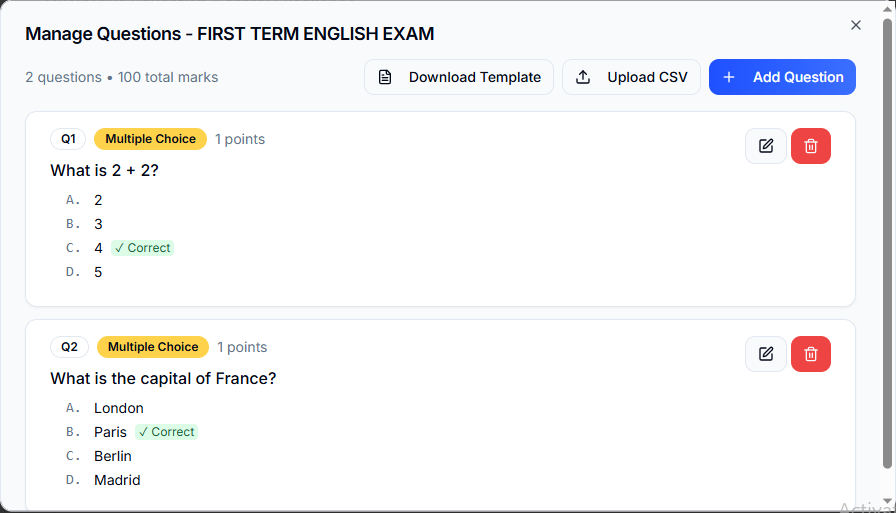 Manage Questions - FIRST TERM ENGLISH EXAM
2 questions • 100 total marks
Download Template
Upload CSV
+ Add Question
Q1 Multiple Choice 1 points
What is 2 + 2?
A. 2
B. 3
C. 4 ✓ Correct
D. 5
Q2 Multiple Choice 1 points
What is the capital of France?
A. London
B. Paris ✓ Correct
C. Berlin
D. Madrid